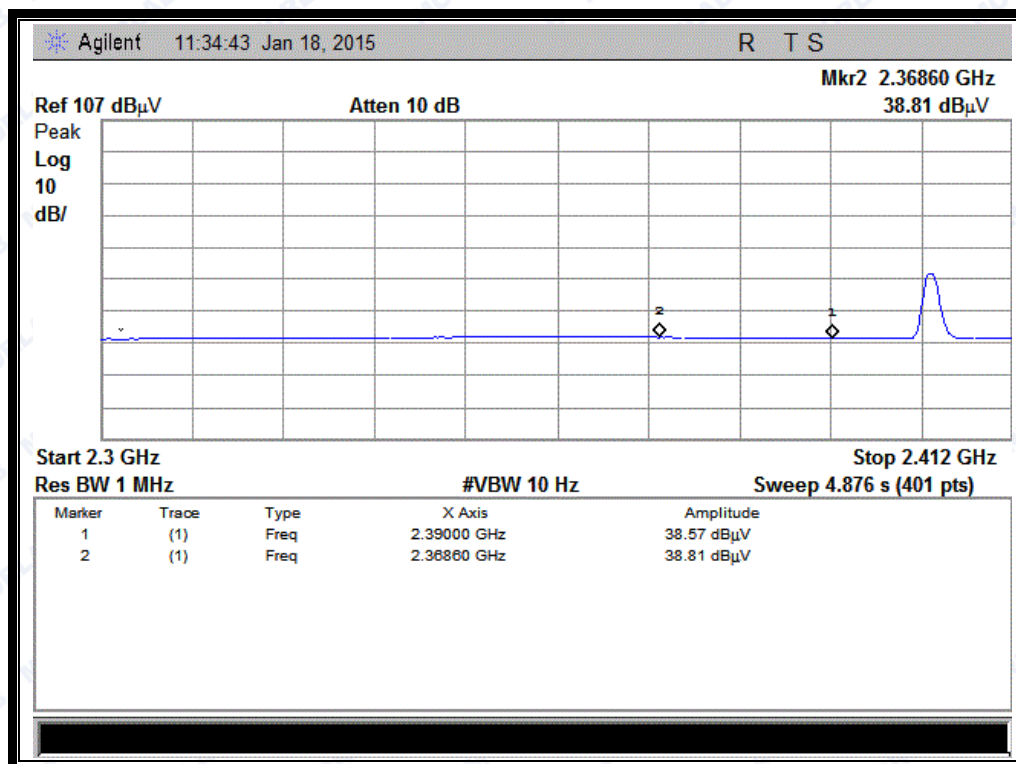 Agilent 11:34:43 Jan 18, 2015 R T S
Mkr2 2.36860 GHz
Ref 107 dBµV Atten 10 dB 38.81 dBµV
Peak
Log
10
dB/
2
1
Start 2.3 GHz Stop 2.412 GHz
Res BW 1 MHz #VBW 10 Hz Sweep 4.876 s (401 pts)
Marker Trace Type X Axis Amplitude
1 (1) Freq 2.39000 GHz 38.57 dBµV
2 (1) Freq 2.36860 GHz 38.81 dBµV